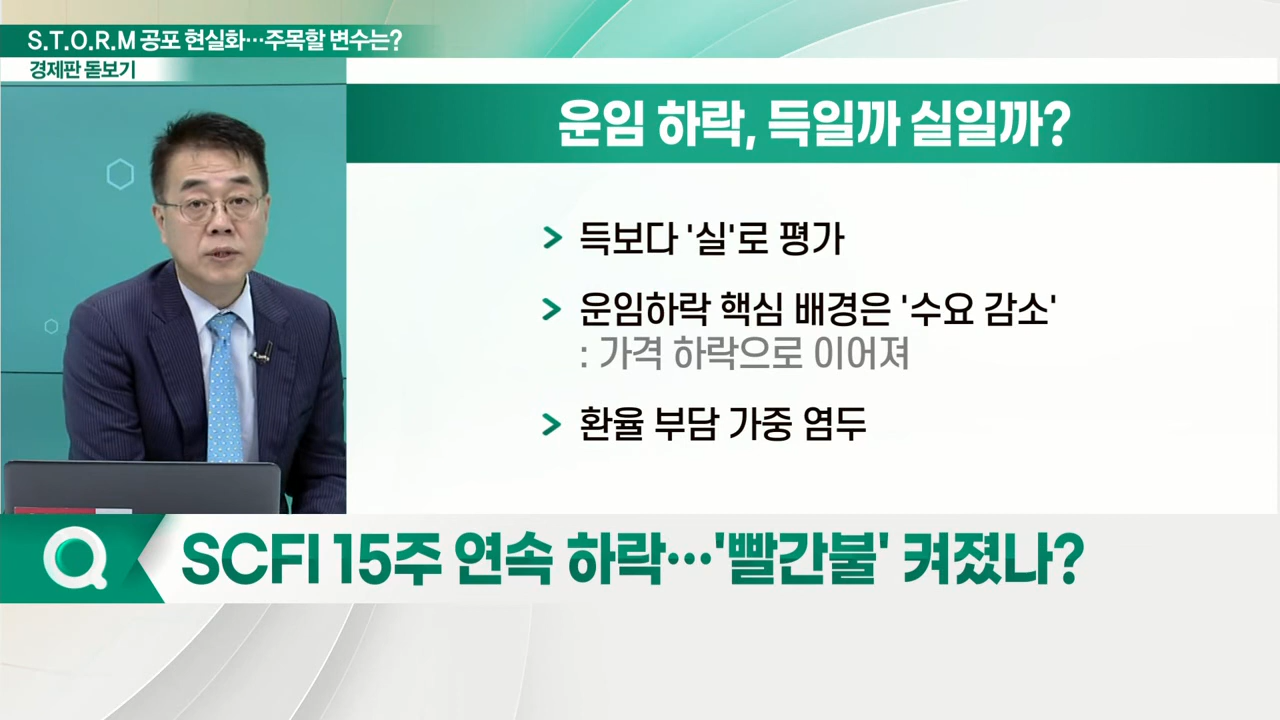 S.T.O.R.M 공포 현실화…주목할 변수는?
경제판 돋보기
운임 하락, 득일까 실일까?
> 득보다 '실'로 평가
> 운임하락 핵심 배경은 '수요 감소'
: 가격 하락으로 이어져
> 환율 부담 가중 염두
SCFI 15주 연속 하락…'빨간불' 켜졌나?